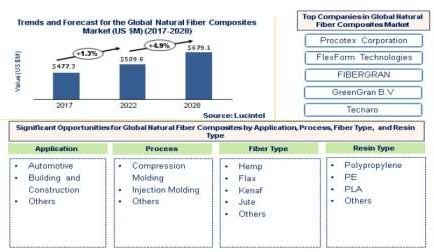 Trends and Forecast for the Global Natural Fiber Composites
Market (US $M) (2017-2028)
Value (US $M)
+1.3%
+4.9%
$477.3
$509.6
$679.1
2017
2022
2028
Source: Lucintel
Top Companies in Global Natural
Fiber Composites Market
Procotex Corporation
FlexForm Technologies
FIBERGRAN
GreenGran B.V
Tecnaro
Significant Opportunities for Global Natural Fiber Composites by Application, Process, Fiber Type, and Resin
Type
Application
• Automotive
• Building and
Construction
• Others
Process
• Compression
Molding
• Injection Molding
• Others
Fiber Type
• Hemp
• Flax
• Kenaf
• Jute
• Others
Resin Type
• Polypropylene
• PE
• PLA
• Others